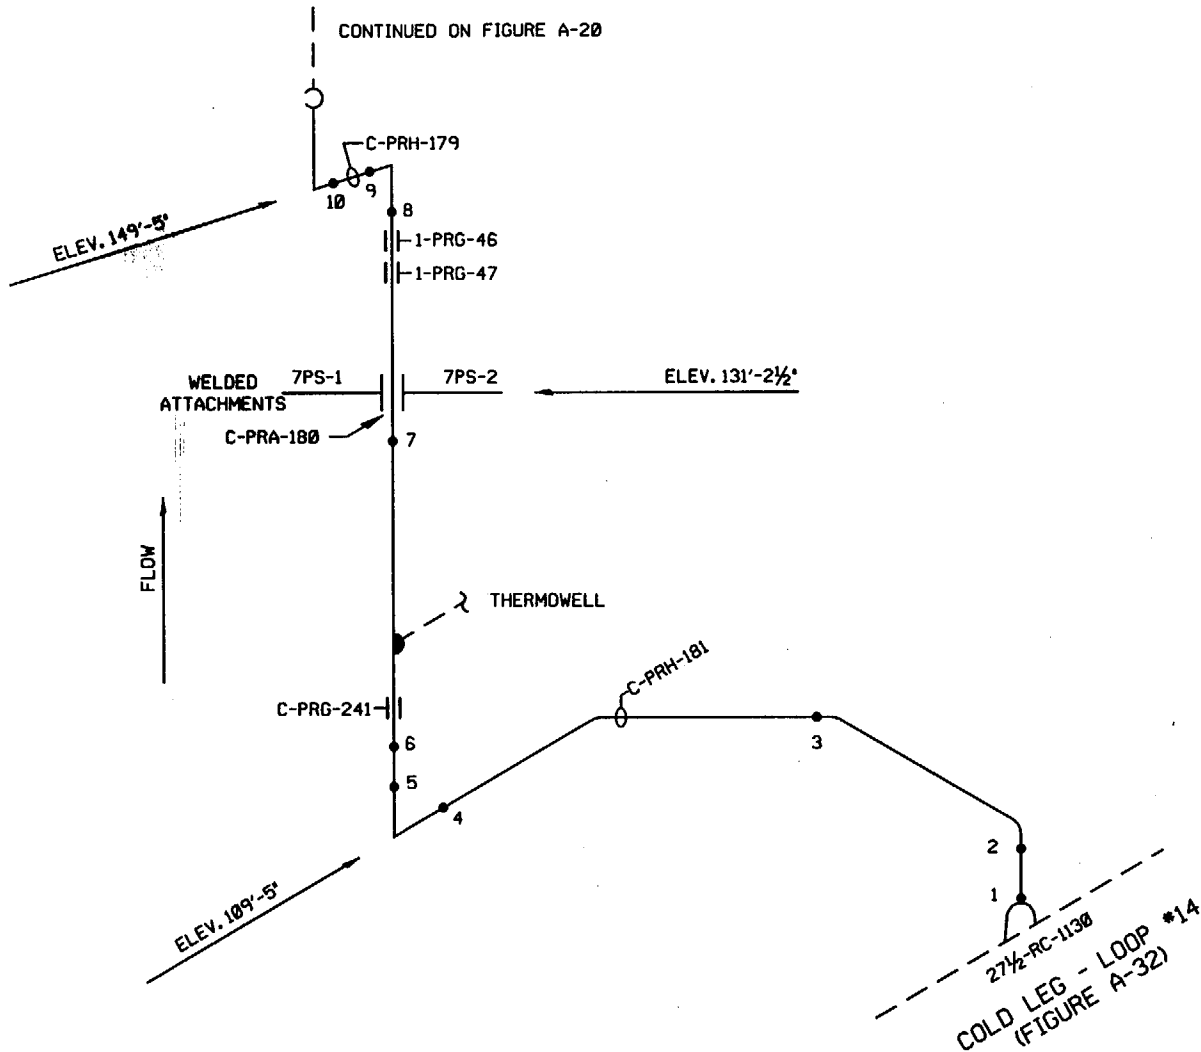 CONTINUED ON FIGURE A-20
C-PRH-179
9
10
8
ELEV. 149'-5"
1-PRG-46
1-PRG-47
7PS-1
7PS-2
ELEV. 131'-2½"
WELDED
ATTACHMENTS
C-PRA-180
7
FLOW
THERMOWELL
C-PRH-181
C-PRG-241
6
3
5
4
2
1
ELEV. 109'-5"
27½-RC-1130
COLD LEG - LOOP #14
(FIGURE A-32)